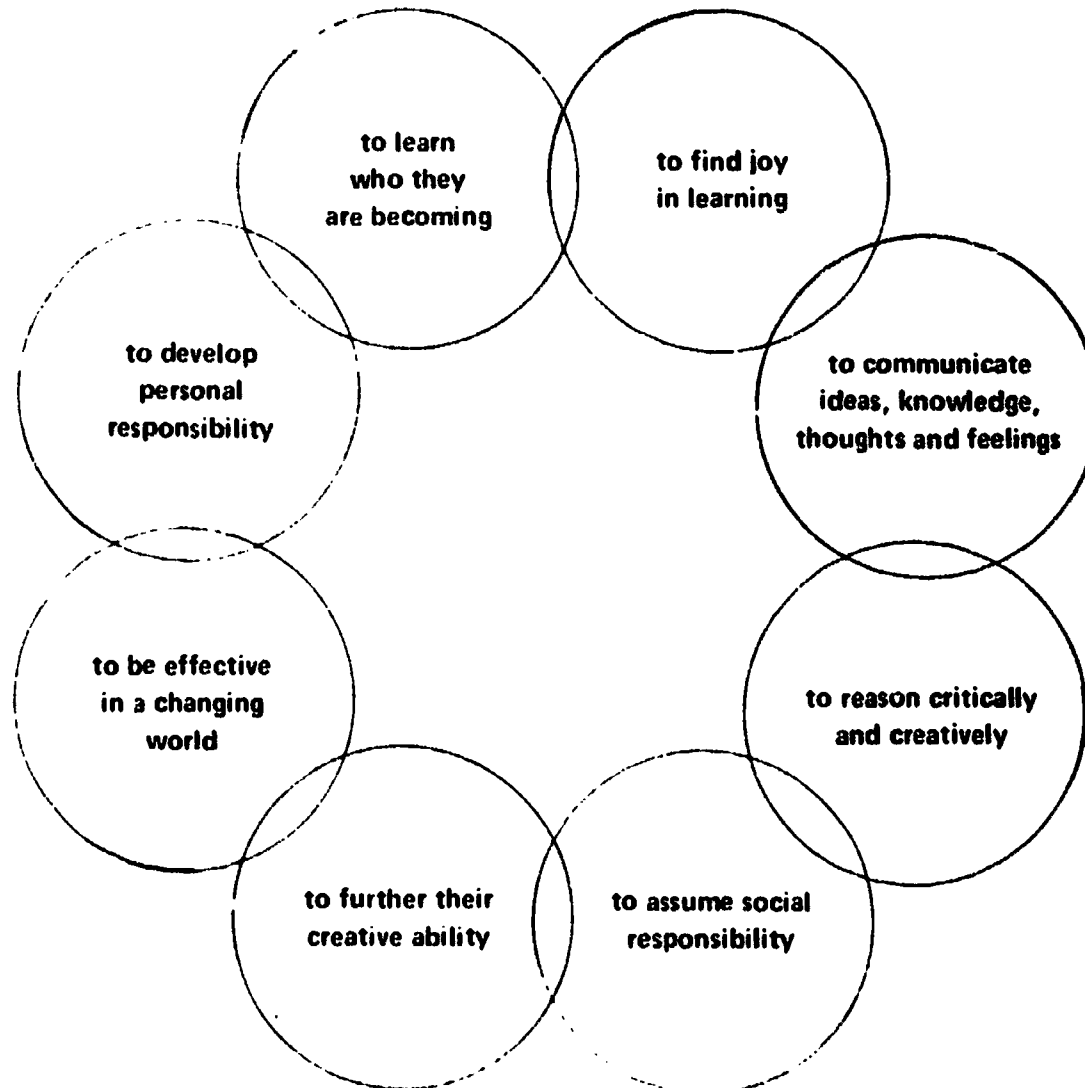 to learn
who they
are becoming
to find joy
in learning
to communicate
ideas, knowledge,
thoughts and feelings
to reason critically
and creatively
to assume social
responsibility
to further their
creative ability
to be effective
in a changing
world
to develop
personal
responsibility